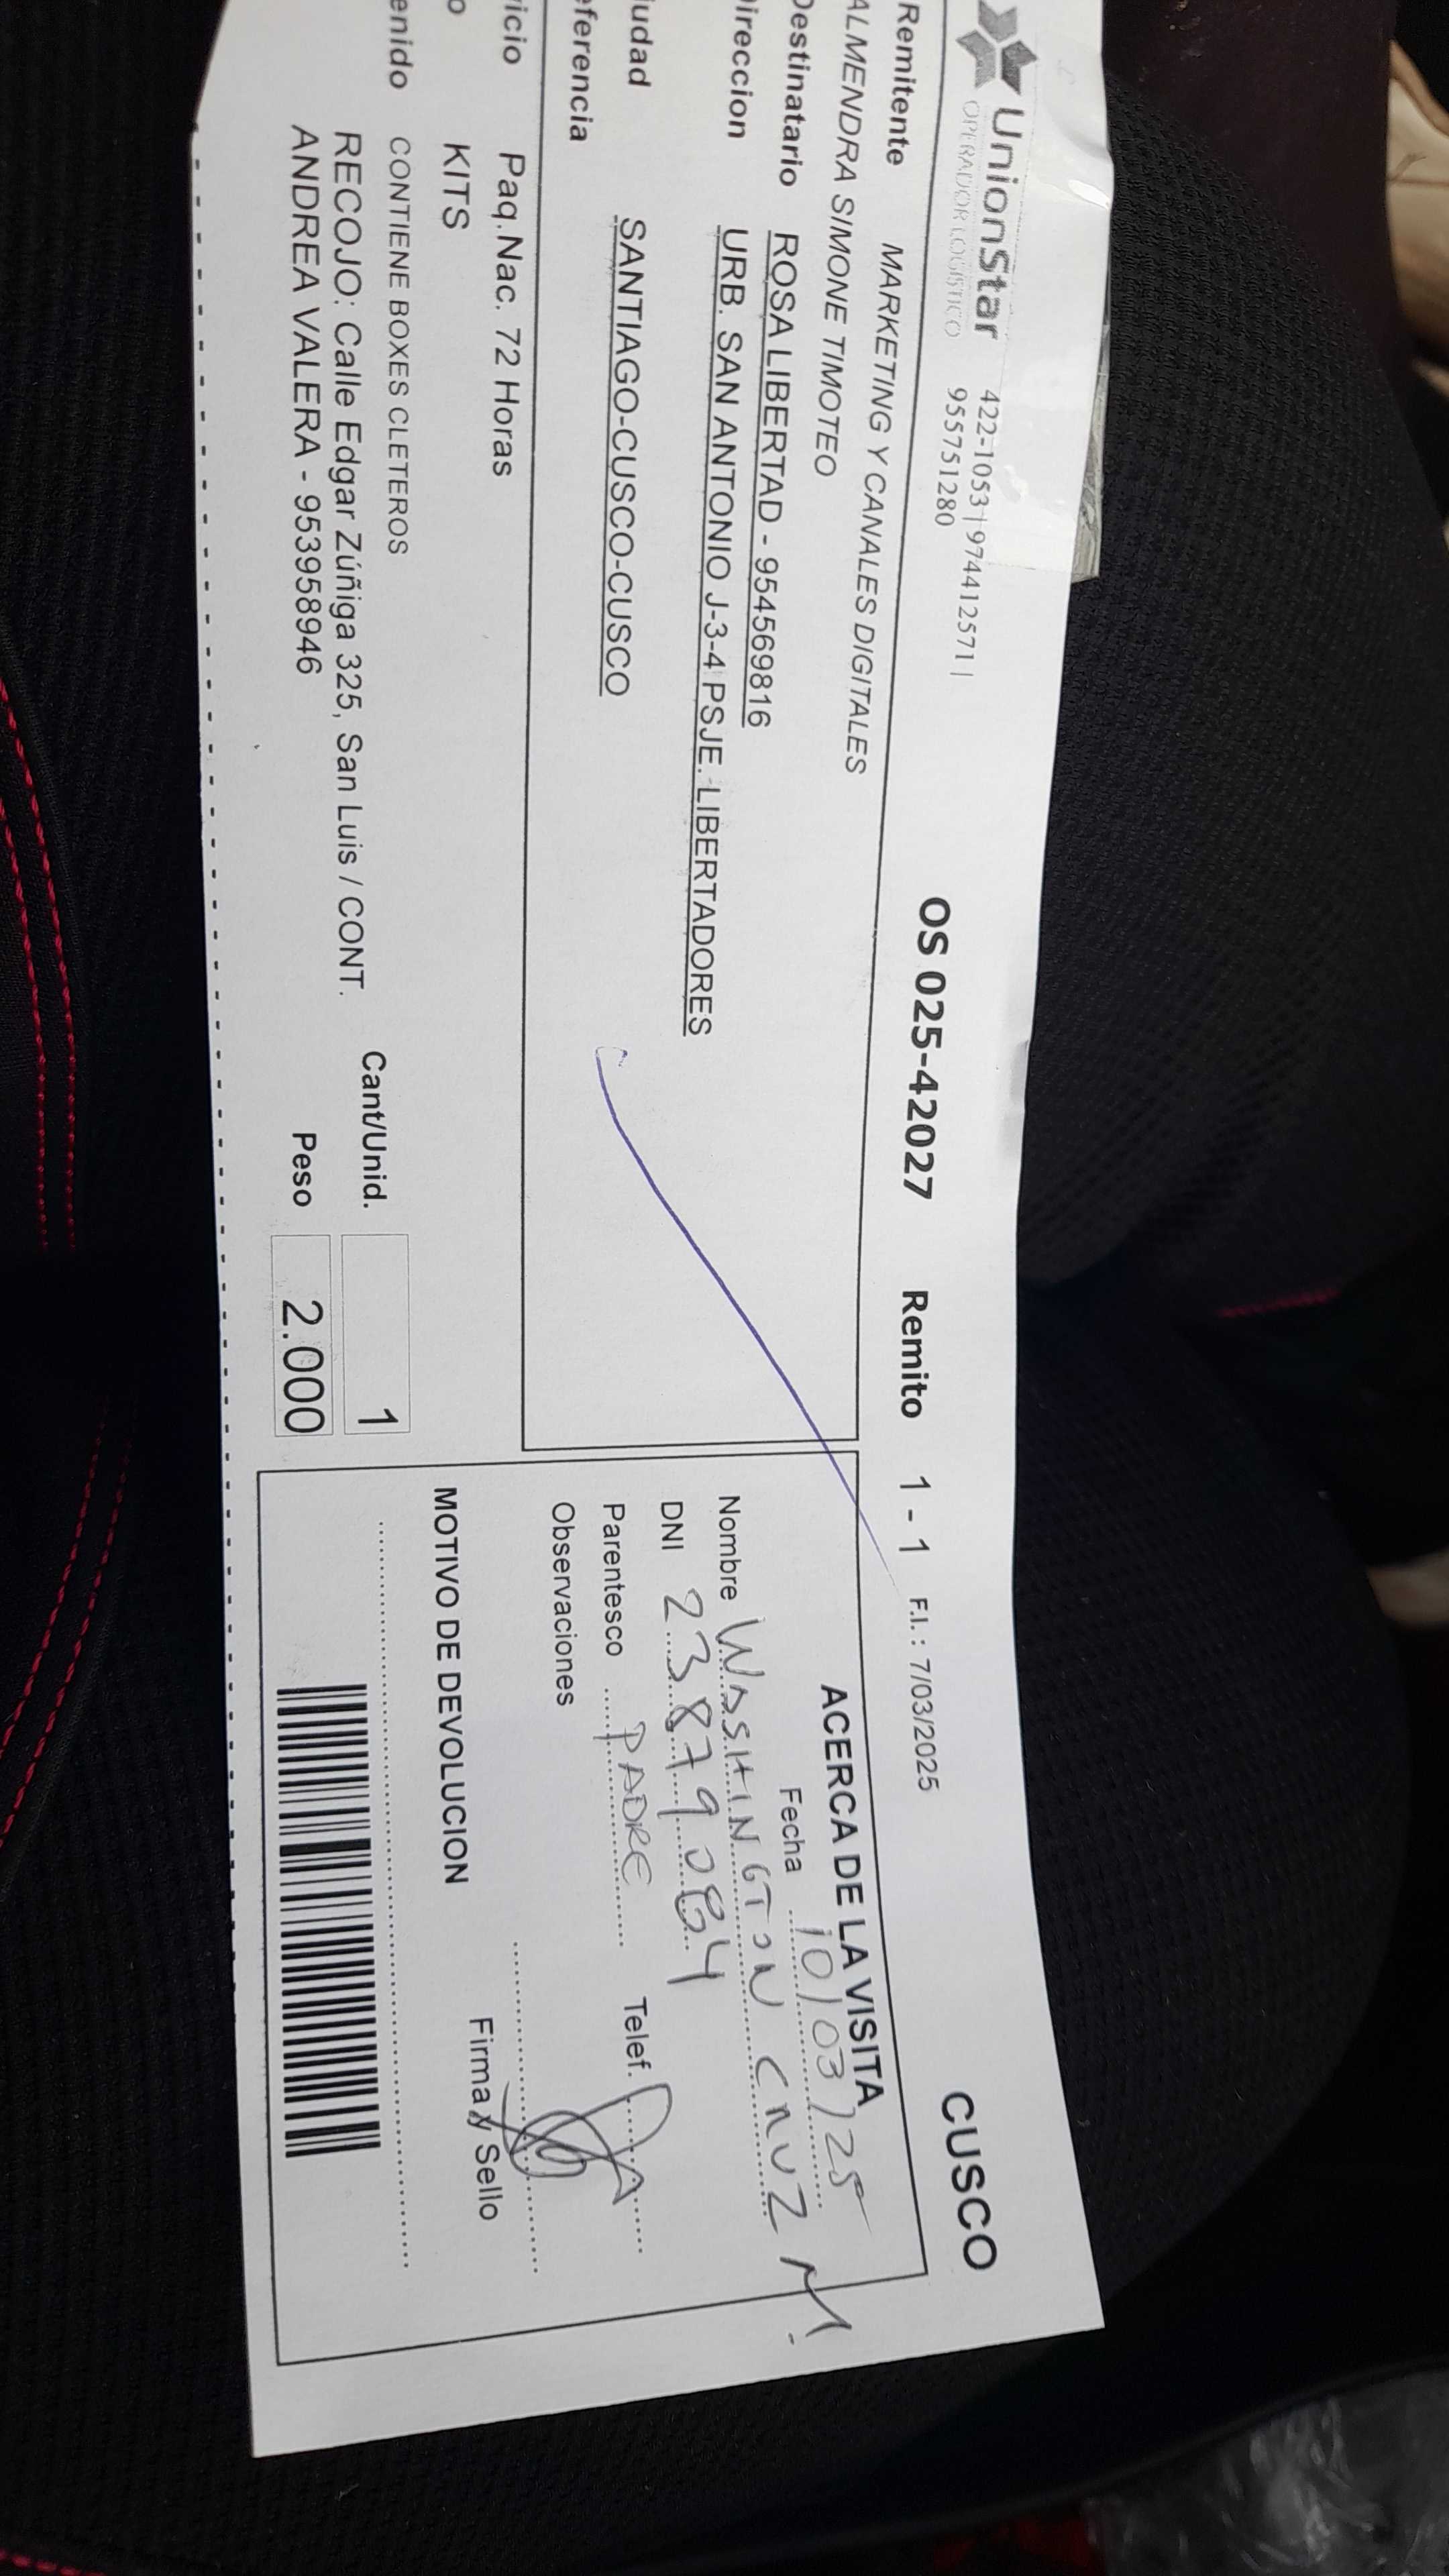 UnionStar
OPERADOR LOGISTICO
422-1053 | 974412571 |
955751280
OS 025-42027 Remito 1 - 1 F.I. : 7/03/2025 CUSCO
Remitente MARKETING Y CANALES DIGITALES
ALMENDRA SIMONE TIMOTEO
Destinatario ROSA LIBERTAD - 954569816
Direccion URB. SAN ANTONIO J-3-4 PSJE. LIBERTADORES
iudad SANTIAGO-CUSCO-CUSCO
eferencia
icio Paq.Nac. 72 Horas
o KITS
enido CONTIENE BOXES CLETEROS
RECOJO: Calle Edgar Zúñiga 325, San Luis / CONT.
ANDREA VALERA - 953958946
Cant/Unid. 1
Peso 2.000
ACERCA DE LA VISITA
Fecha 10/03/25
Nombre WASHINGTON CRUZ M.
DNI 23879084
Parentesco PADRE Telef.
Observaciones
Firma y Sello
MOTIVO DE DEVOLUCION